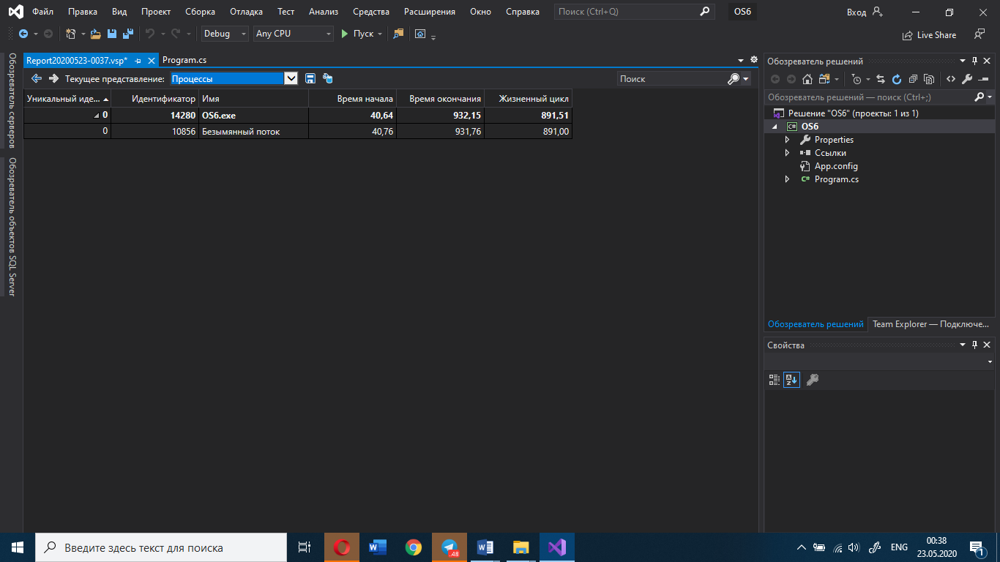 Файл Правка Вид Проект Сборка Отладка Тест Анализ Средства Расширения Окно Справка Поиск (Ctrl+Q) OS6 Вход
Debug Any CPU Пуск Live Share
Обозреватель серверов
Обозреватель объектов SQL Server
Report20200523-0037.vsp* Program.cs
Текущее представление: Процессы Поиск
Уникальный иде... Идентификатор Имя Время начала Время окончания Жизненный цикл
0 14280 OS6.exe 40,64 932,15 891,51
0 10856 Безымянный поток 40,76 931,76 891,00
Обозреватель решений
Обозреватель решений — поиск (Ctrl+;)
Решение "OS6" (проекты: 1 из 1)
C# OS6
Properties
Ссылки
App.config
C# Program.cs
Обозреватель решений Team Explorer — Подключе...
Свойства
Введите здесь текст для поиска
48
ENG
00:38
23.05.2020
1